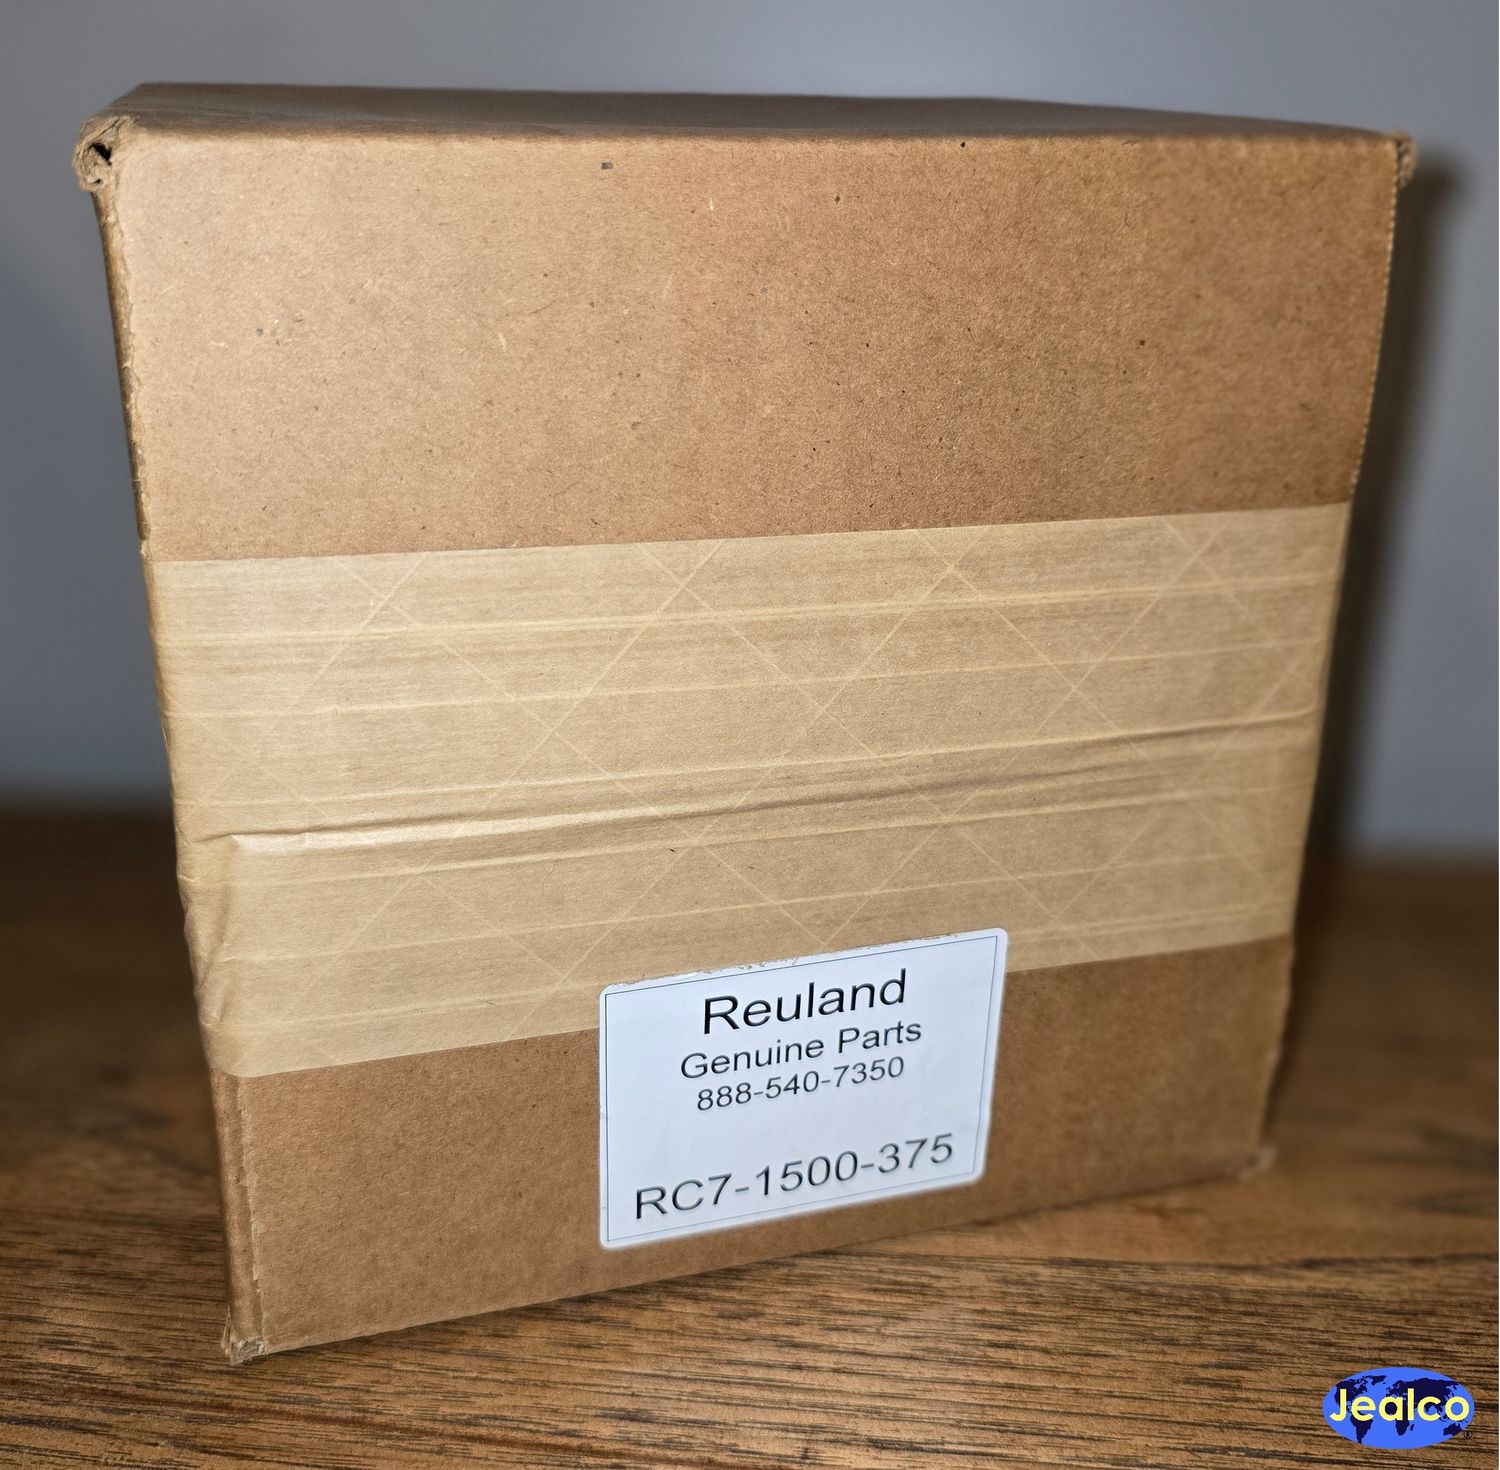 Reuland
Genuine Parts
888-540-7350
RC7-1500-375
Jealco